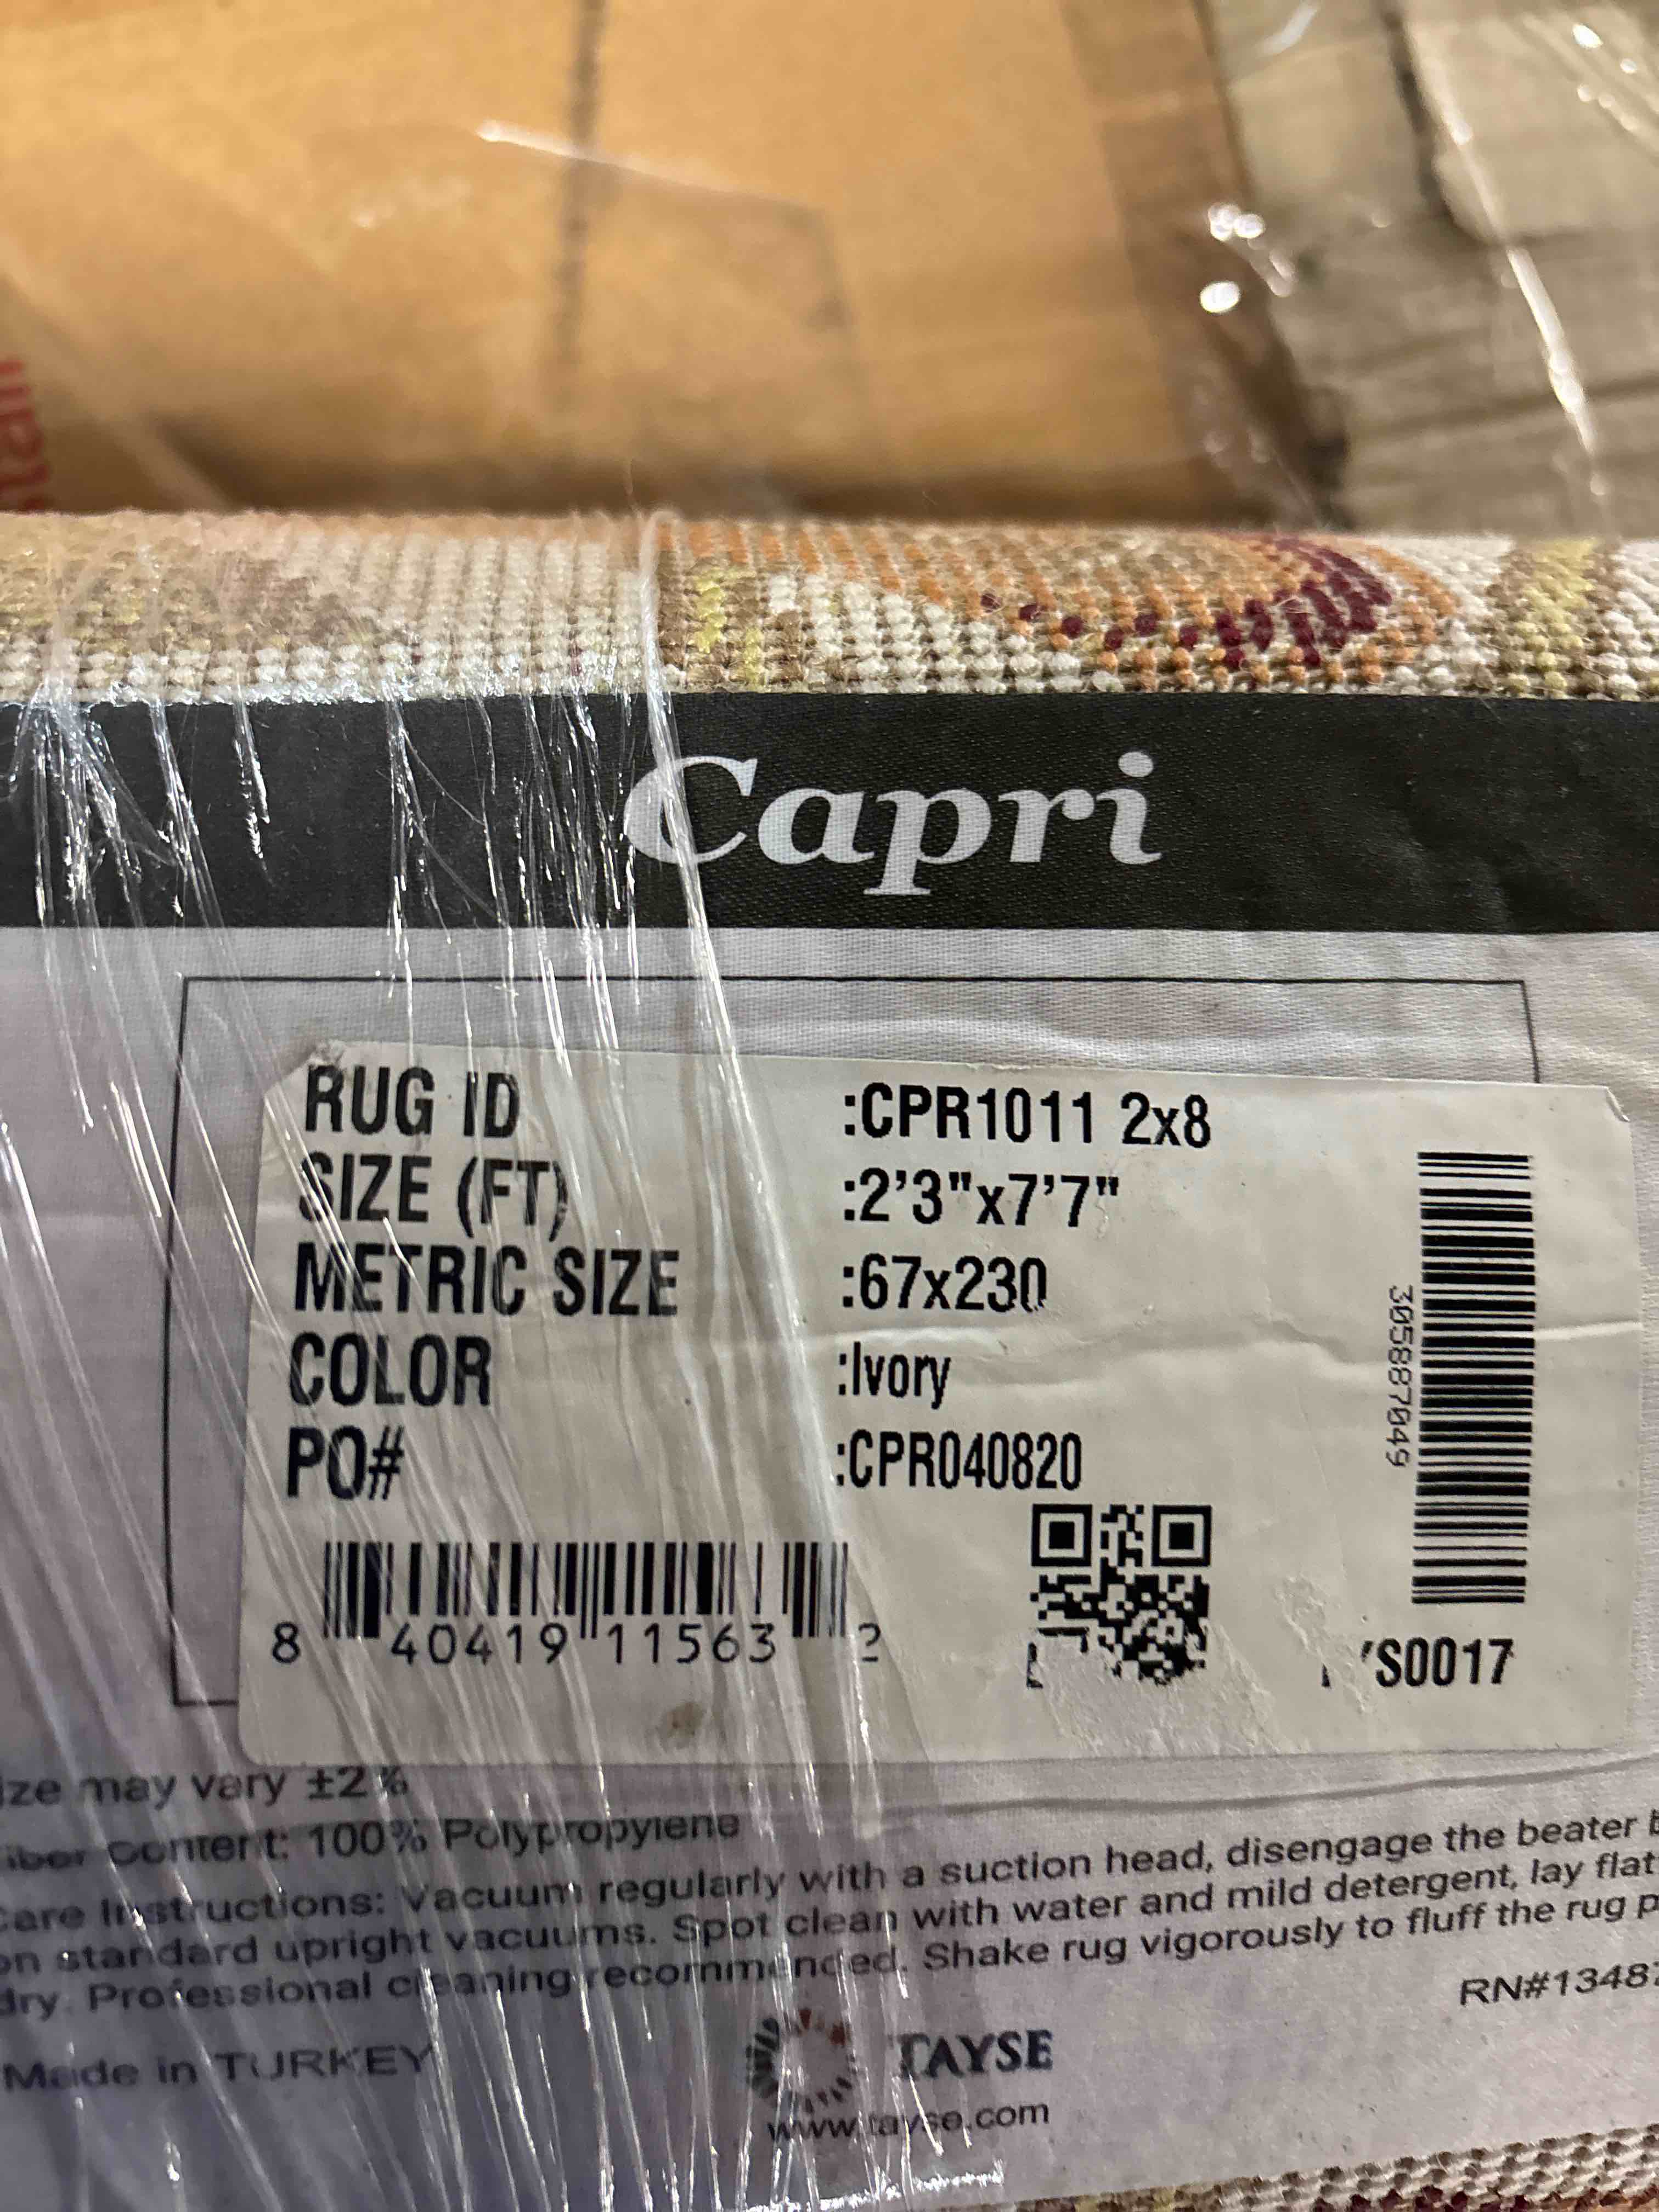 Capri
RUG ID :CPR1011 2x8
SIZE (FT) :2'3"x7'7"
METRIC SIZE :67x230
COLOR :Ivory
PO# :CPR040820
3058887049
8 40419 11563 2
'S0017
ize may vary ±2%
iber Content: 100% Polypropylene
Care Instructions: Vacuum regularly with a suction head, disengage the beater b
on standard upright vacuums. Spot clean with water and mild detergent, lay flat
dry. Professional cleaning recommended. Shake rug vigorously to fluff the rug p
RN#1348
Made in TURKEY
TAYSE
www.tayse.com